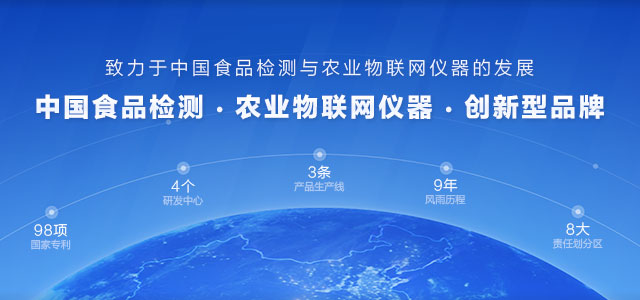 致力于中国食品检测与农业物联网仪器的发展
中国食品检测 · 农业物联网仪器 · 创新型品牌
3条
产品生产线
4个
研发中心
9年
风雨历程
98项
国家专利
8大
责任划分区